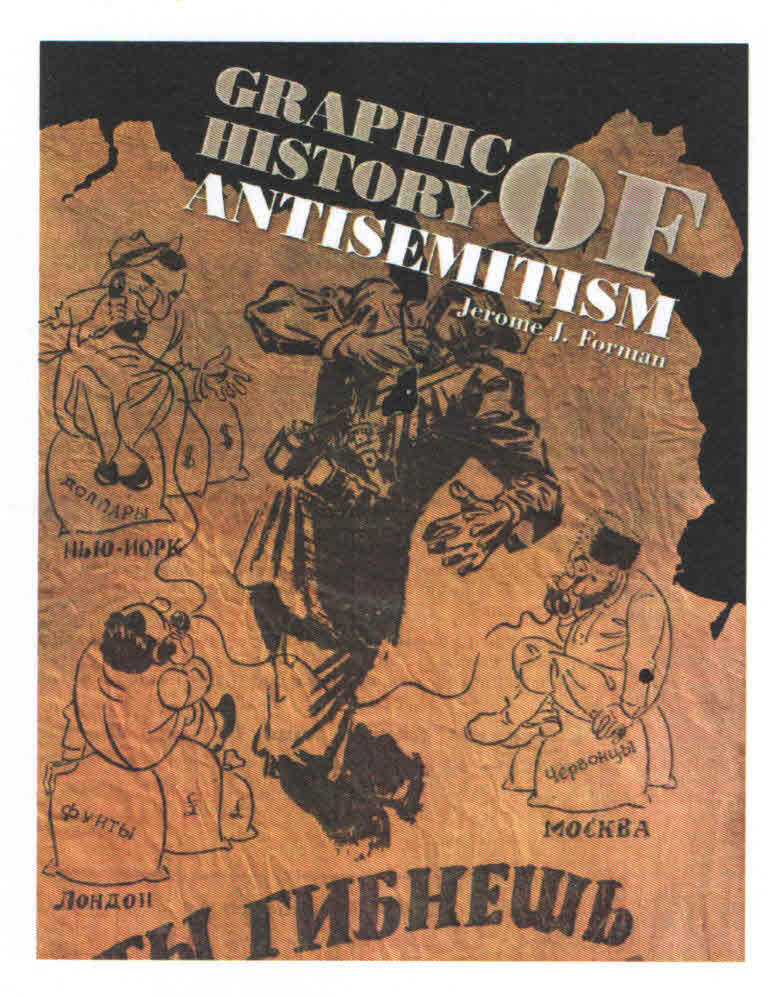 GRAPHIC
HISTORY OF
ANTISEMITISM
Jerome J. Forman
$ $
ДОЛЛАРЫ
НЬЮ-ЙОРК
ЧЕРВОНЦЫ
МОСКВА
ФУНТЫ
£ £
ЛОНДОН
ТЫ ГИБНЕШЬ